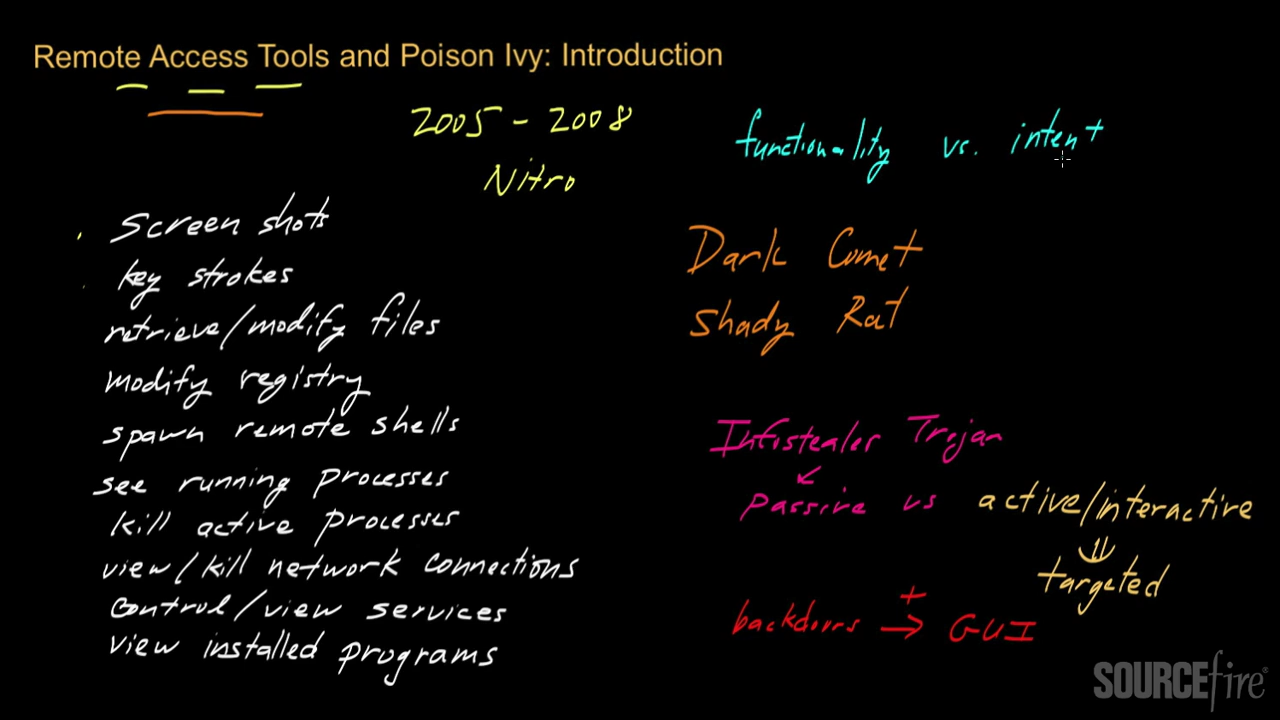 Remote Access Tools and Poison Ivy: Introduction
2005 - 2008
Nitro
functionality vs. intent
Screen shots
key strokes
retrieve/modify files
modify registry
spawn remote shells
see running processes
kill active processes
view/kill network connections
control/view services
view installed programs
Dark Comet
Shady Rat
Infostealer Trojan
passive vs active/interactive
targeted
backdoors + → GUI
SOURCEfire®